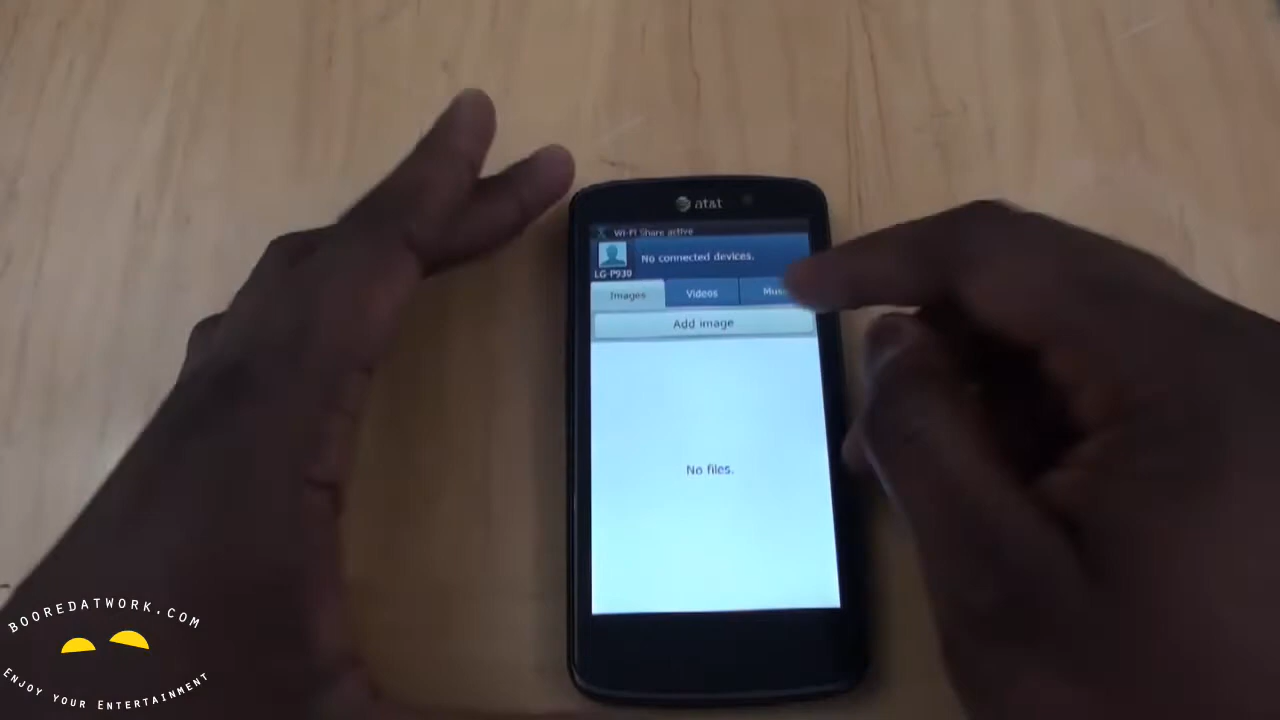 at&t
Wi-Fi Share active
No connected devices.
LG-P930
Images
Videos
Add image
No files.
BOOREDATWORK.COM
ENJOY YOUR ENTERTAINMENT